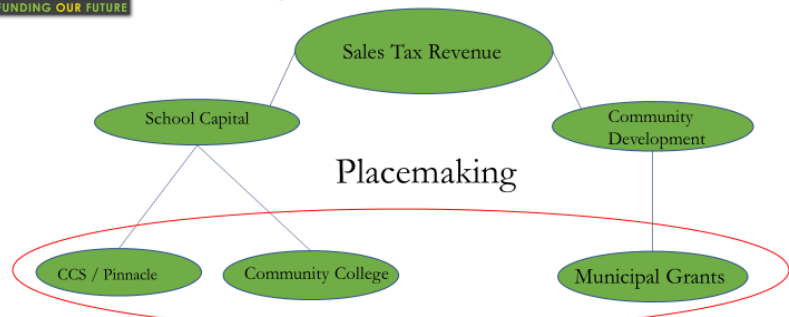 FUNDING OUR FUTURE
Sales Tax Revenue
School Capital
Community
Development
Placemaking
CCS / Pinnacle
Community College
Municipal Grants